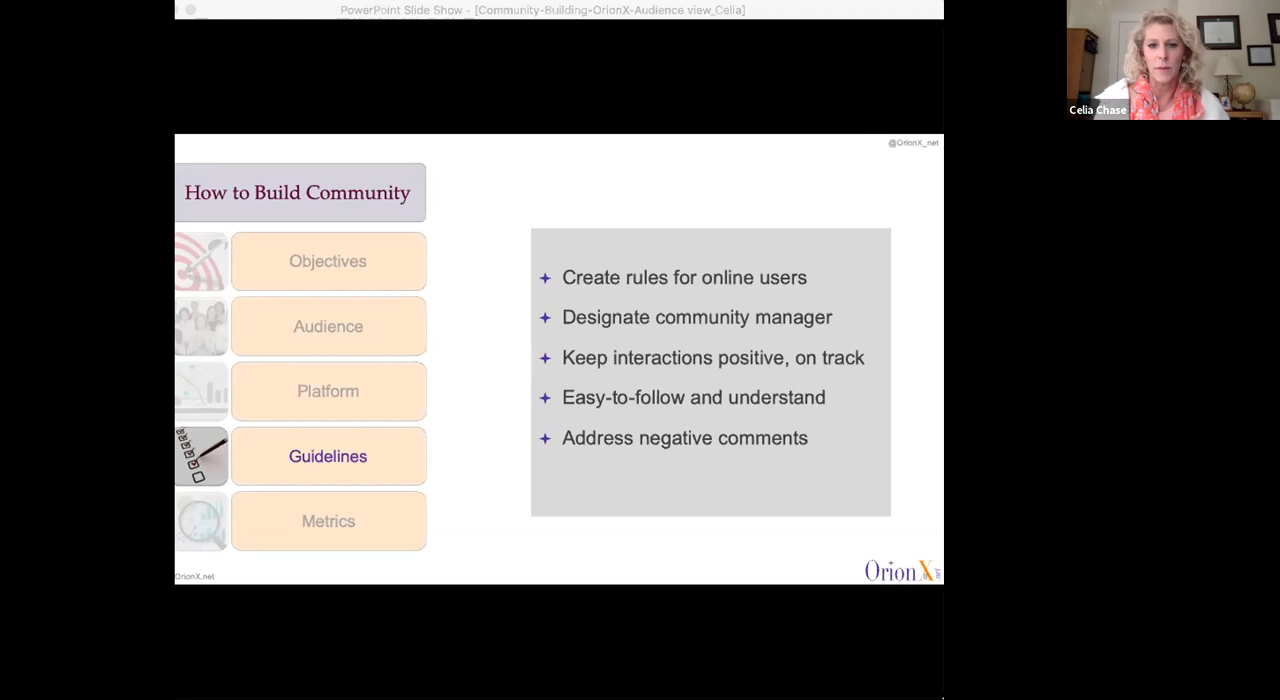 PowerPoint Slide Show - [Community-Building-OrionX-Audience view_Celia]
Celia Chase
@OrionX_net
How to Build Community
Objectives
Audience
Platform
Guidelines
Metrics
Create rules for online users
Designate community manager
Keep interactions positive, on track
Easy-to-follow and understand
Address negative comments
OrionX.net
OrionX.net